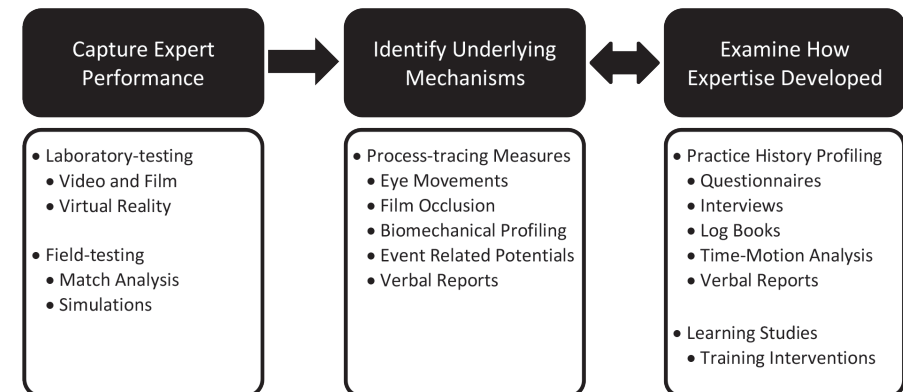 Capture Expert
Performance
Identify Underlying
Mechanisms
Examine How
Expertise Developed
• Laboratory-testing
• Video and Film
• Virtual Reality
• Field-testing
• Match Analysis
• Simulations
• Process-tracing Measures
• Eye Movements
• Film Occlusion
• Biomechanical Profiling
• Event Related Potentials
• Verbal Reports
• Practice History Profiling
• Questionnaires
• Interviews
• Log Books
• Time-Motion Analysis
• Verbal Reports
• Learning Studies
• Training Interventions